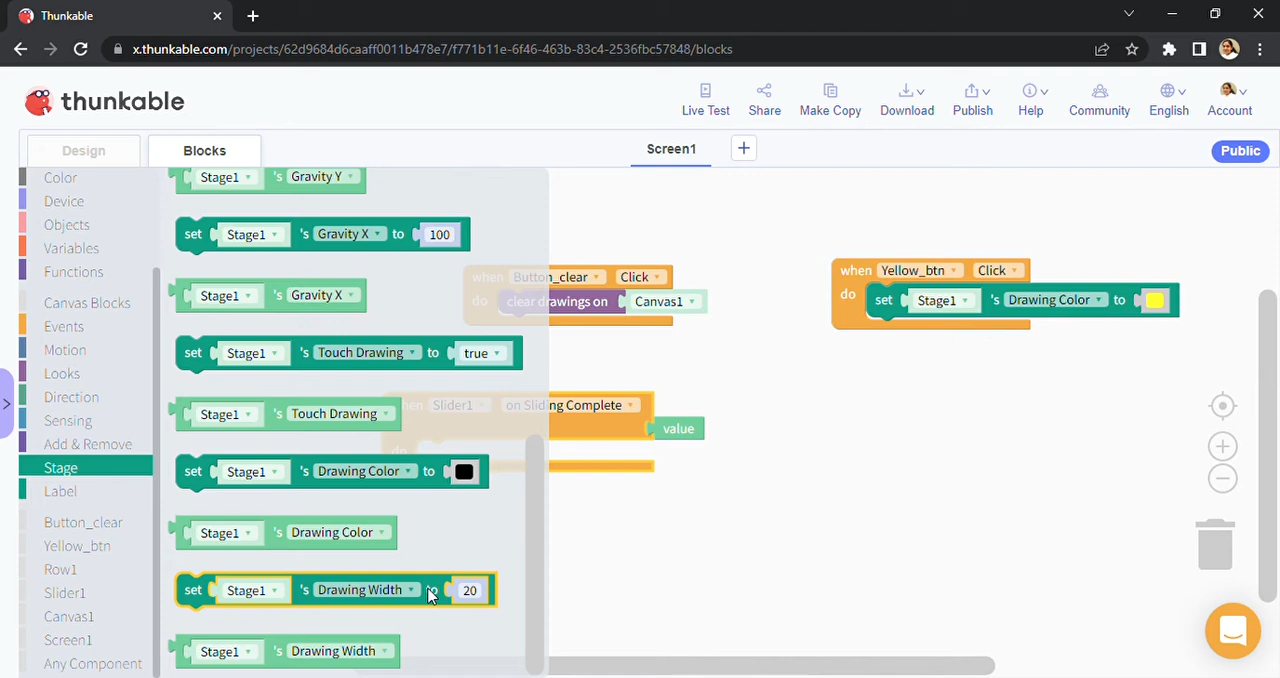 Thunkable
x.thunkable.com/projects/62d9684d6caaff0011b478e7/f771b11e-6f46-463b-83c4-2536fbc57848/blocks
thunkable
Live Test Share Make Copy Download Publish Help Community English Account
Design Blocks Screen1 Public
Color
Device
Objects
Variables
Functions
Canvas Blocks
Events
Motion
Looks
Direction
Sensing
Add & Remove
Stage
Label
Button_clear
Yellow_btn
Row1
Slider1
Canvas1
Screen1
Any Component
Stage1 's Gravity Y
set Stage1 's Gravity X to 100
Stage1 's Gravity X
set Stage1 's Touch Drawing to true
Stage1 's Touch Drawing
set Stage1 's Drawing Color to
Stage1 's Drawing Color
set Stage1 's Drawing Width to 20
Stage1 's Drawing Width
when Button_clear Click
do clear drawings on Canvas1
when Slider1 on Sliding Complete
value
do
when Yellow_btn Click
do set Stage1 's Drawing Color to